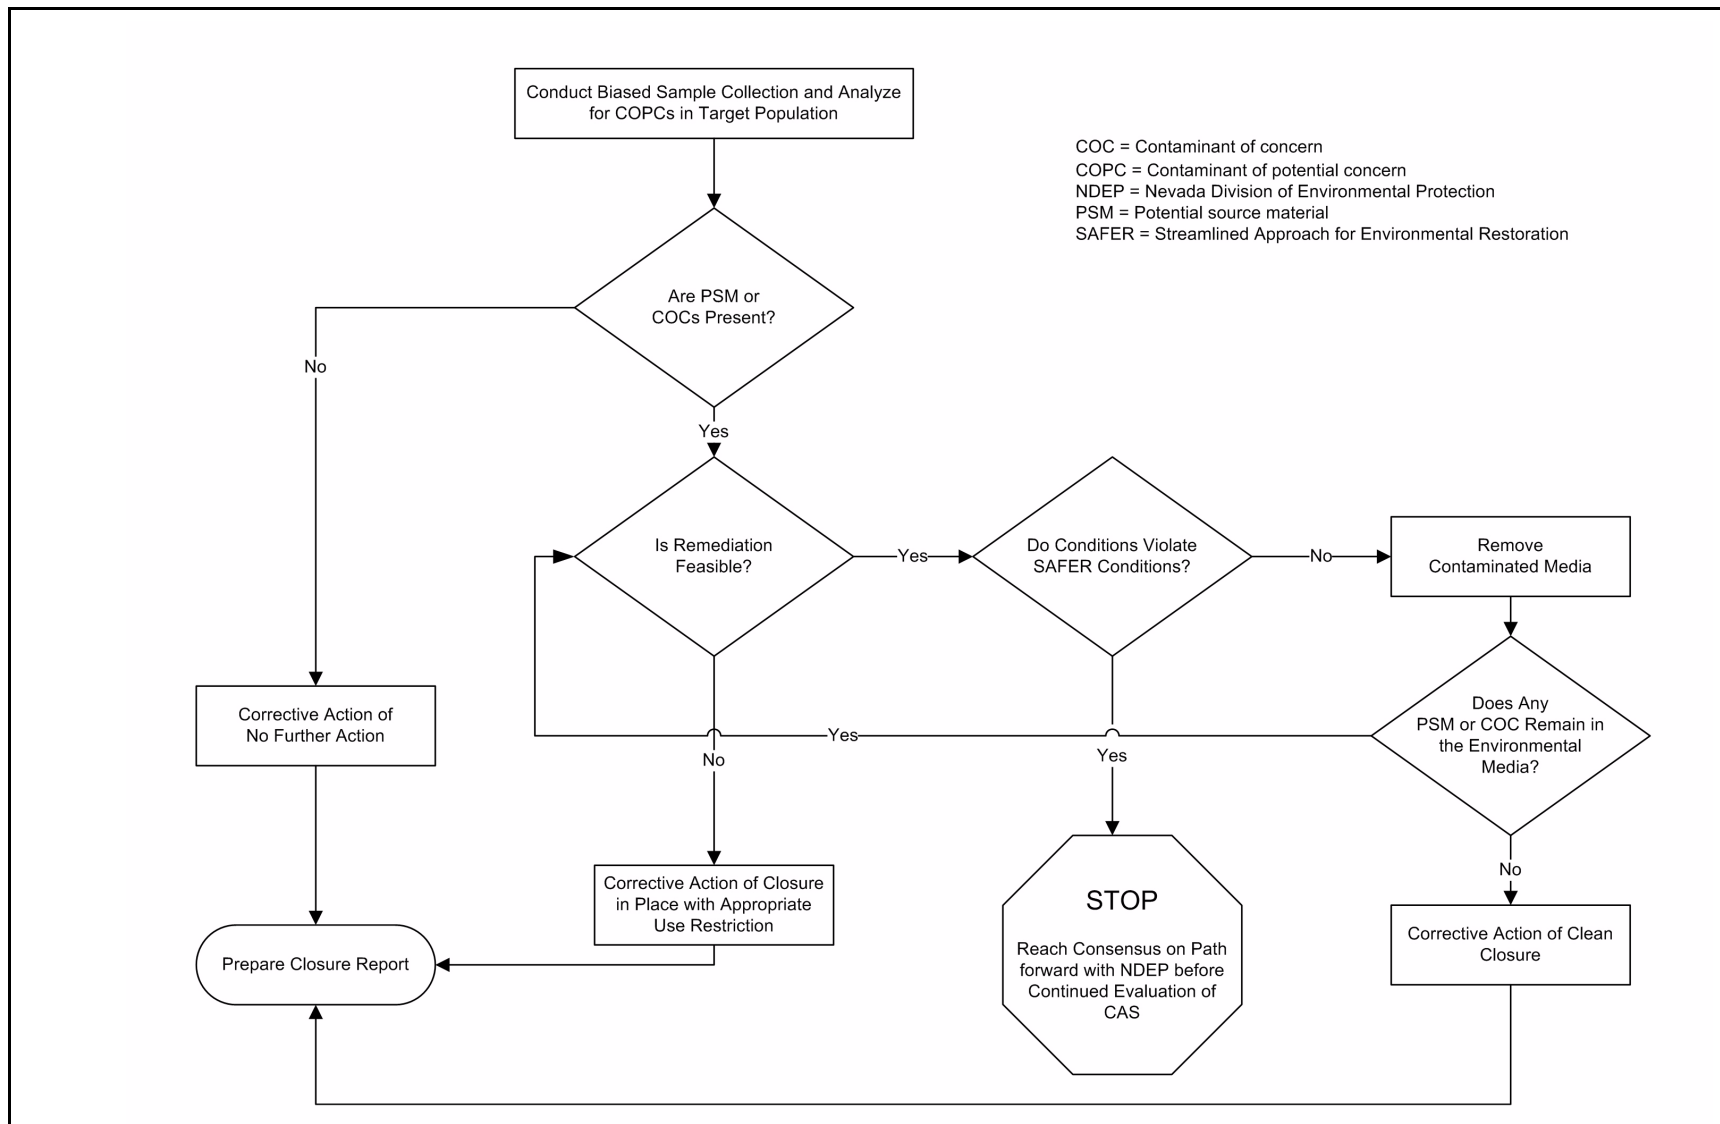 Conduct Biased Sample Collection and Analyze
for COPCs in Target Population
COC = Contaminant of concern
COPC = Contaminant of potential concern
NDEP = Nevada Division of Environmental Protection
PSM = Potential source material
SAFER = Streamlined Approach for Environmental Restoration
Are PSM or
COCs Present?
No
Yes
Is Remediation
Feasible?
Yes
Do Conditions Violate
SAFER Conditions?
No
Remove
Contaminated Media
Does Any
PSM or COC Remain in
the Environmental
Media?
Yes
No
Yes
Corrective Action of
No Further Action
Corrective Action of Closure
in Place with Appropriate
Use Restriction
STOP
Reach Consensus on Path
forward with NDEP before
Continued Evaluation of
CAS
No
Corrective Action of Clean
Closure
Prepare Closure Report